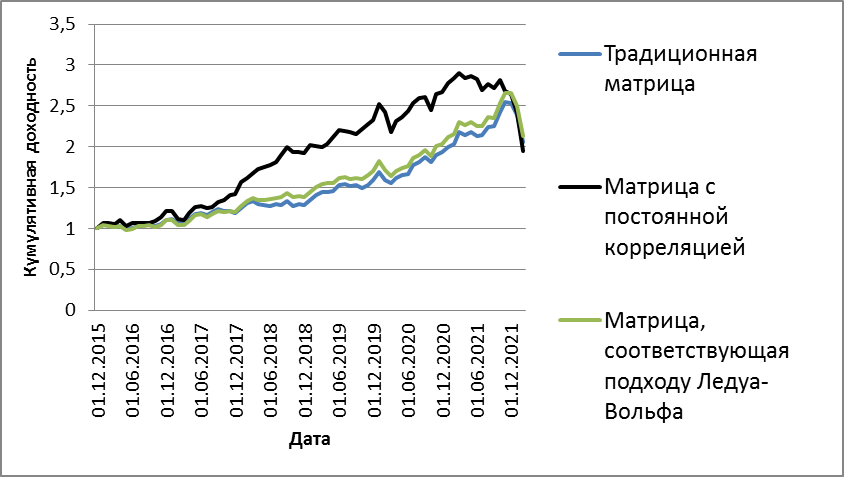 3,5
3
2,5
2
1,5
1
0,5
0
Кумулятивная доходность
01.12.2015
01.06.2016
01.12.2016
01.06.2017
01.12.2017
01.06.2018
01.12.2018
01.06.2019
01.12.2019
01.06.2020
01.12.2020
01.06.2021
01.12.2021
Дата
Традиционная
матрица
Матрица с
постоянной
корреляцией
Матрица,
соответствующая
подходу Ледуа-
Вольфа